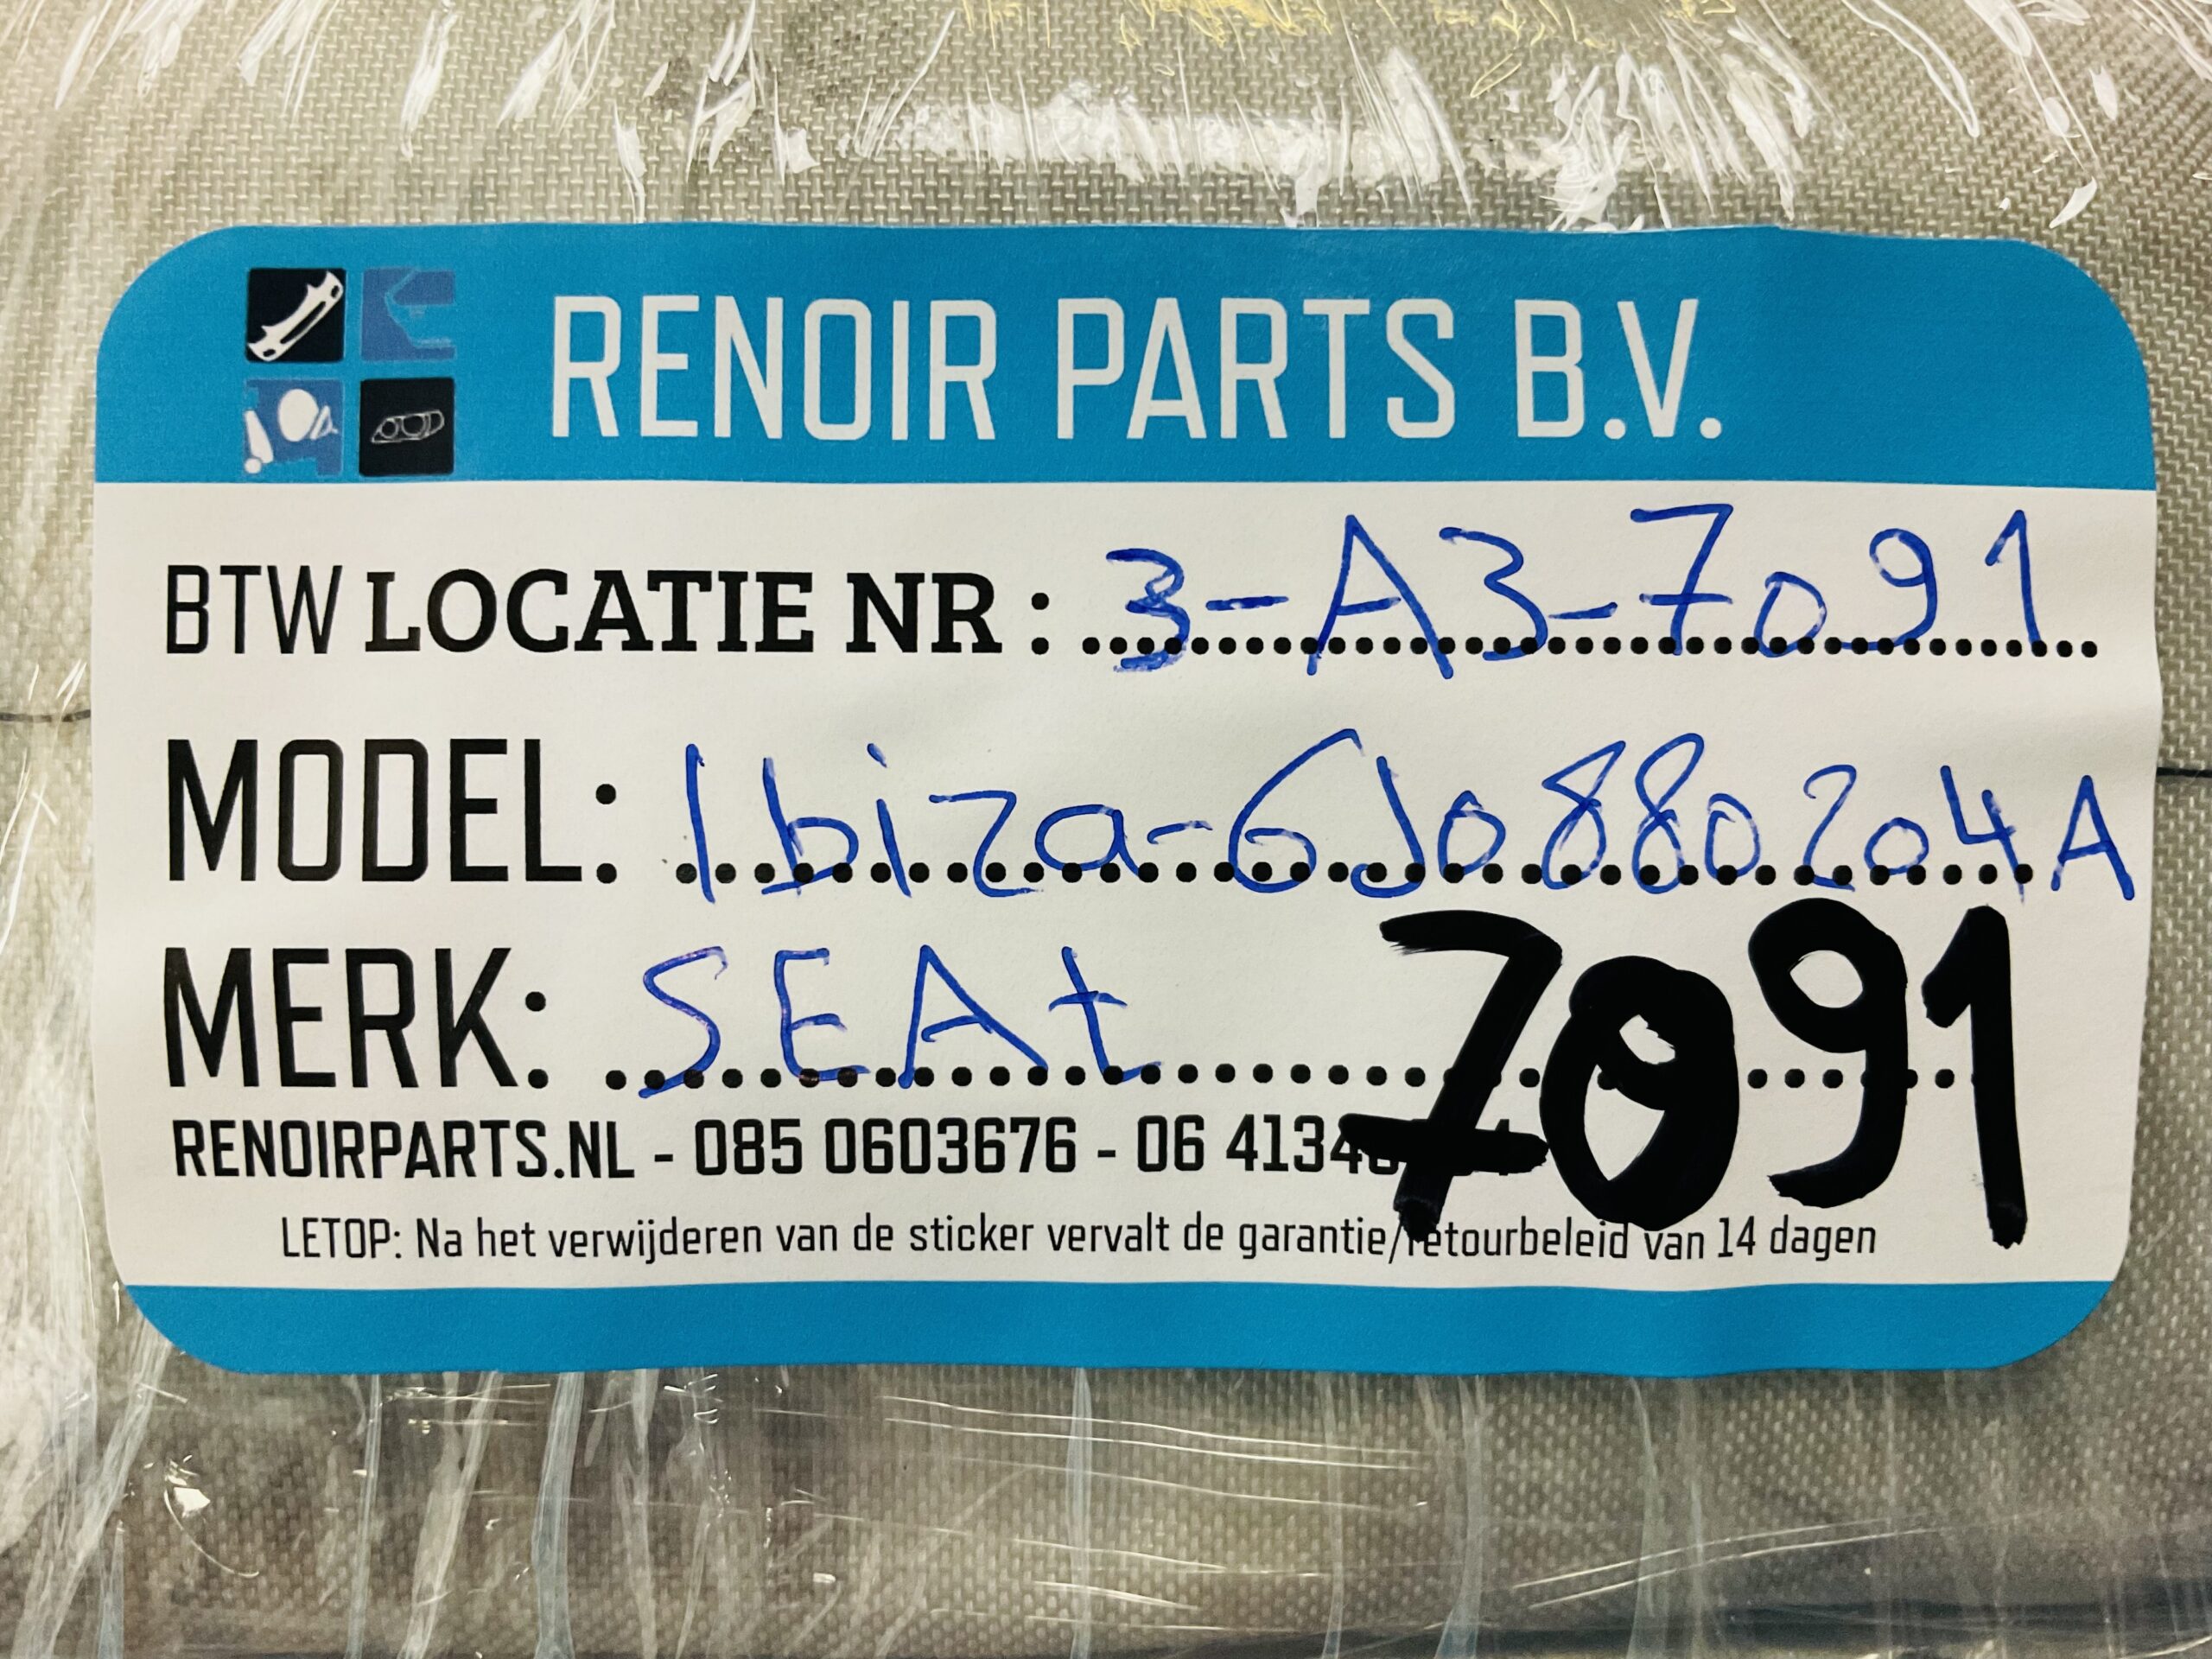 RENOIR PARTS B.V.
BTW LOCATIE NR : 3-A3-7091
MODEL: Ibiza-6J0880204A
MERK: SEAt
7091
RENOIRPARTS.NL - 085 0603676 - 06
LETOP: Na het verwijderen van de sticker vervalt de garantie/retourbeleid van 14 dagen